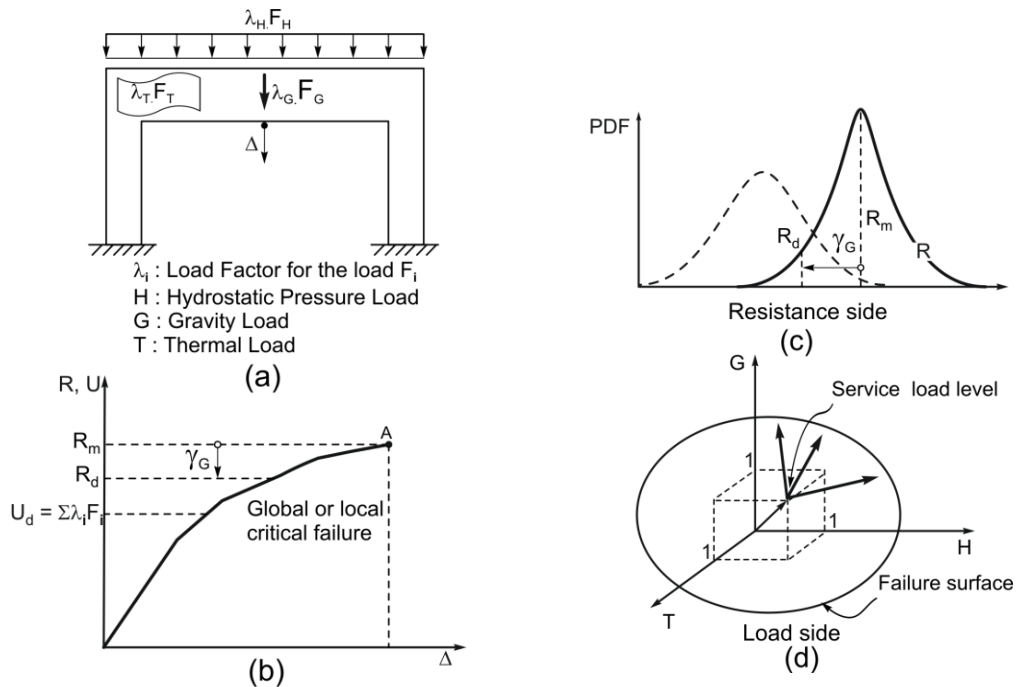 λH.FH
λT.FT
λG.FG
Δ
λi : Load Factor for the load Fi
H : Hydrostatic Pressure Load
G : Gravity Load
T : Thermal Load
(a)
R, U
Rm
A
γG
Rd
Ud = ΣλiFi
Global or local
critical failure
Δ
(b)
PDF
Rd
γG
Rm
R
Resistance side
(c)
G
Service load level
1
1
1
H
T
Failure surface
Load side
(d)